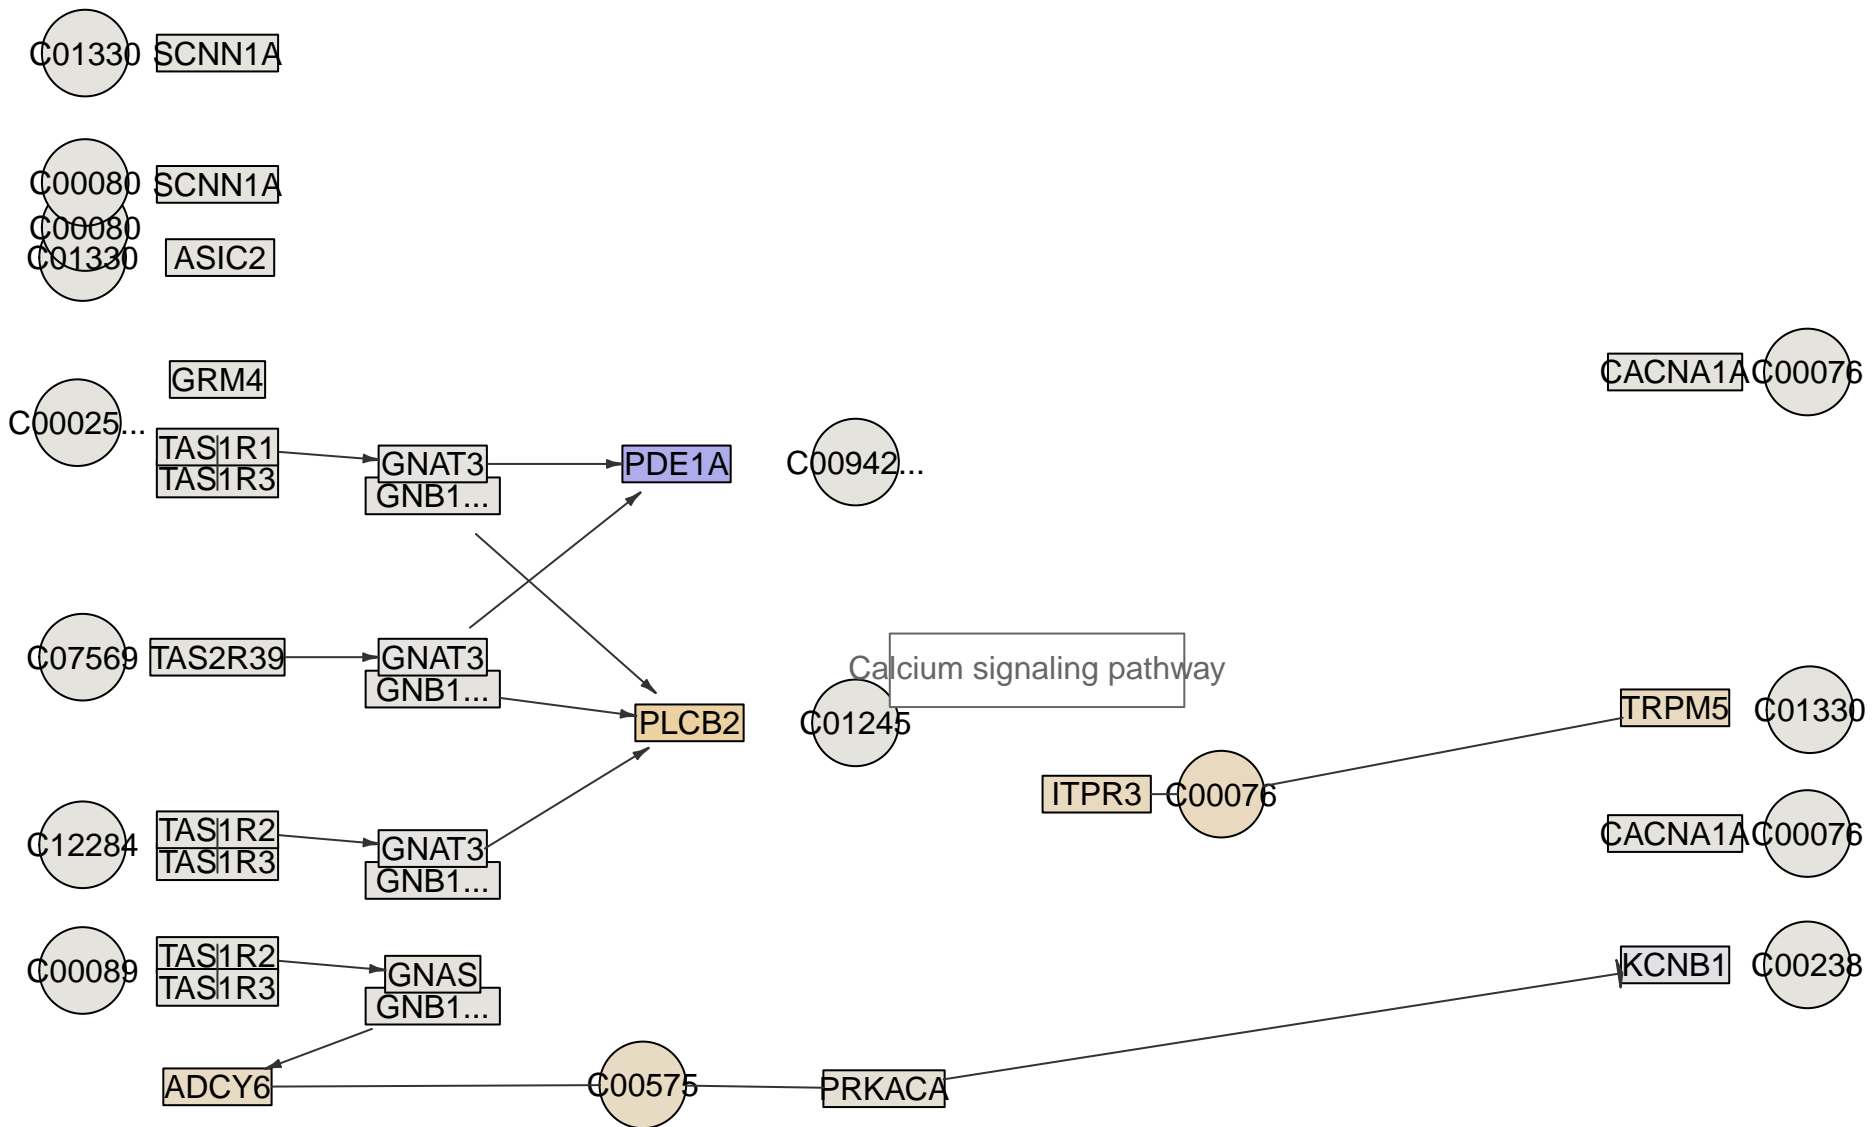 C01330 SCNN1A
C00080 SCNN1A
C00080
C01330 ASIC2
GRM4
CACNA1A C00076
C00025...
TAS1R1
TAS1R3
GNAT3
GNB1...
PDE1A
C00942...
C07569 TAS2R39
GNAT3
GNB1...
Calcium signaling pathway
PLCB2
C01245
TRPM5 C01330
ITPR3 C00076
C12284
TAS1R2
TAS1R3
GNAT3
GNB1...
CACNA1A C00076
C00089
TAS1R2
TAS1R3
GNAS
GNB1...
KCNB1 C00238
ADCY6
C00575
PRKACA